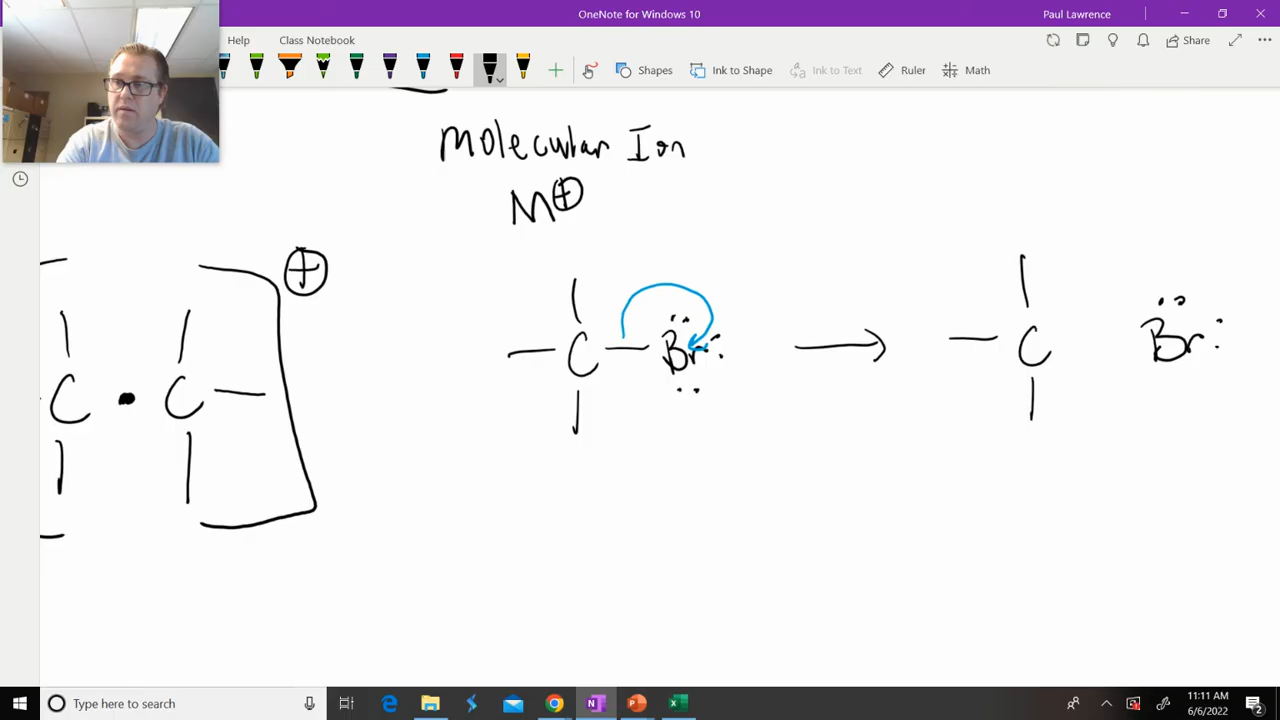 OneNote for Windows 10
Paul Lawrence
Help
Class Notebook
Shapes
Ink to Shape
Ink to Text
Ruler
Math
Share
Molecular Ion
M⊕
⊕
C • C
C — Br
C Br
Type here to search
11:11 AM
6/6/2022
2